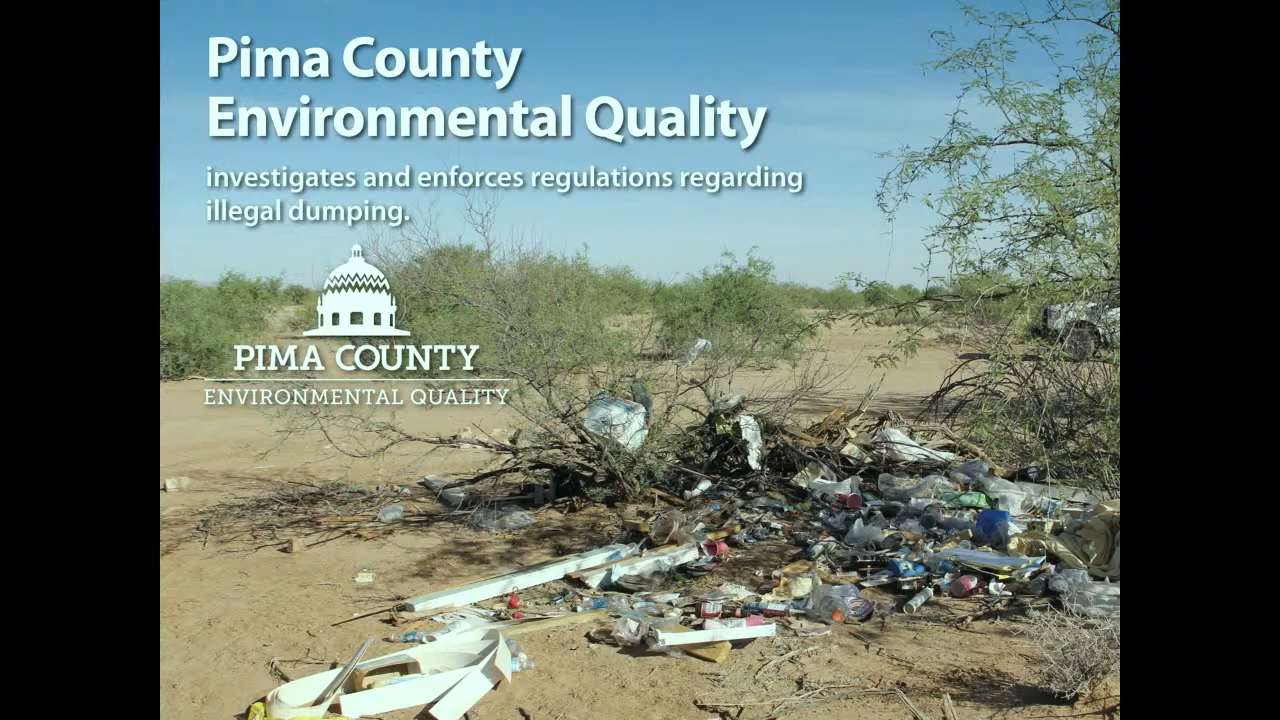 Pima County
Environmental Quality
investigates and enforces regulations regarding
illegal dumping.
PIMA COUNTY
ENVIRONMENTAL QUALITY